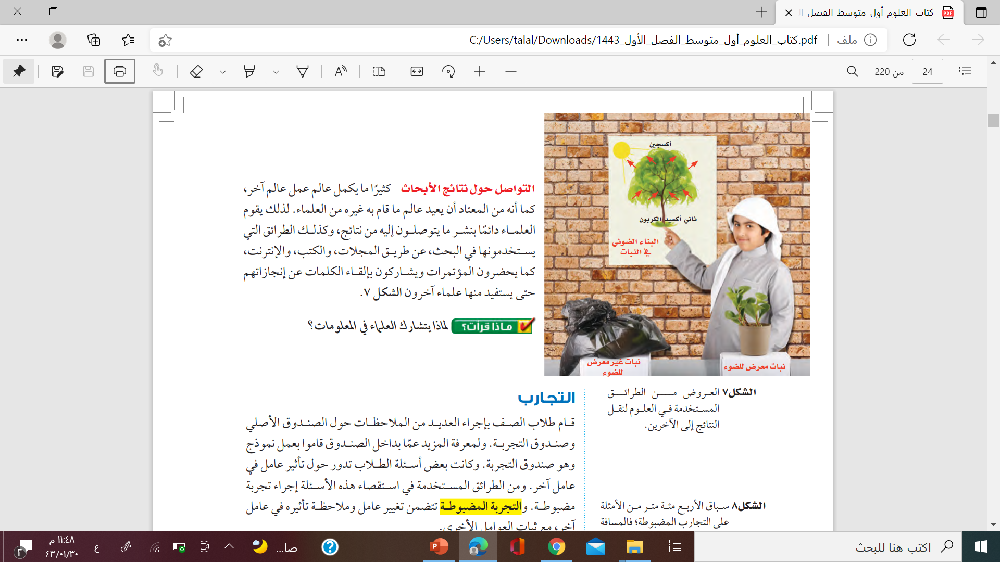 كتاب_العلوم_أول_متوسط_الفصل_ال
C:/Users/talal/Downloads/1443_كتاب_العلوم_أول_متوسط_الفصل_الأول.pdf
ملف
24
من 220
أكسجين
ثاني أكسيد الكربون
البناء الضوئي
في النبات
نبات معرض للضوء
نبات غير معرض
للضوء
التواصل حول نتائج الأبحاث كثيرًا ما يكمل عالم عمل عالم آخر،
كما أنه من المعتاد أن يعيد عالم ما قام به غيره من العلماء. لذلك يقوم
العلماء دائمًا بنشر ما يتوصلون إليه من نتائج، وكذلك الطرائق التي
يستخدمونها في البحث، عن طريق المجلات، والكتب، والإنترنت،
كما يحضرون المؤتمرات ويشاركون بإلقاء الكلمات عن إنجازاتهم
حتى يستفيد منها علماء آخرون الشكل ٧.
ماذا قرأت؟ لماذا يتشارك العلماء في المعلومات؟
الشكل٧ العروض من الطرائق
المستخدمة في العلوم لنقل
النتائج إلى الآخرين.
التجارب
قام طلاب الصف بإجراء العديد من الملاحظات حول الصندوق الأصلي
وصندوق التجربة. ولمعرفة المزيد عمّا بداخل الصندوق قاموا بعمل نموذج
وهو صندوق التجربة. وكانت بعض أسئلة الطلاب تدور حول تأثير عامل في
عامل آخر. ومن الطرائق المستخدمة في استقصاء هذه الأسئلة إجراء تجربة
مضبوطة. والتجربة المضبوطة تتضمن تغيير عامل وملاحظة تأثيره في عامل
آخر، مع ثبات العوامل الأخرى.
الشكل٨ سباق الأربع مئة متر من الأمثلة
على التجارب المضبوطة؛ فالمسافة
اكتب هنا للبحث
صا...
ع
١١:٤٨ م
٤٣/٠١/٣٠
٣